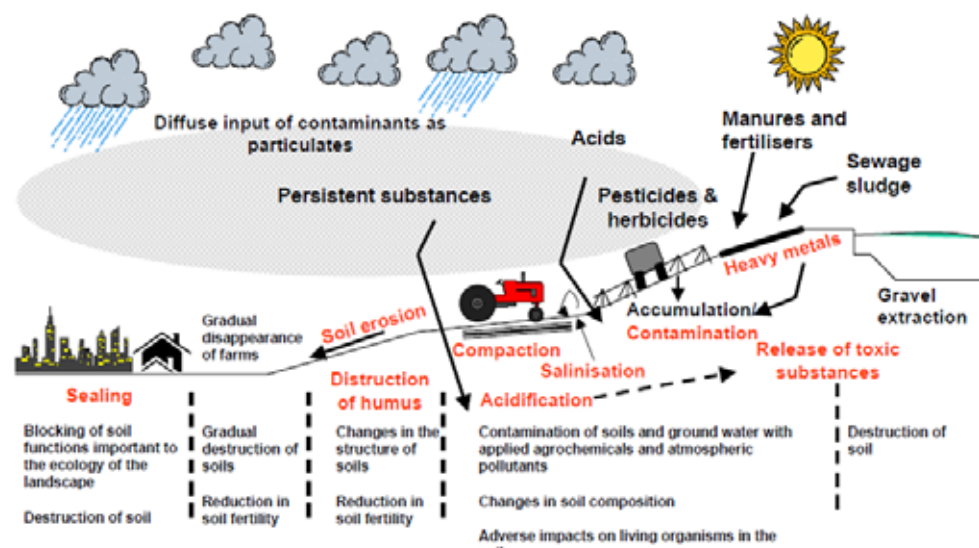 Diffuse input of contaminants as
particulates
Acids
Manures and
fertilisers
Sewage
sludge
Persistent substances
Pesticides &
herbicides
Heavy metals
Gravel
extraction
Accumulation/
Contamination
Gradual
disappearance
of farms
Soil erosion
Compaction
Salinisation
Release of toxic
substances
Sealing
Distruction
of humus
Acidification
Blocking of soil
functions important to
the ecology of the
landscape
Destruction of soil
Gradual
destruction of
soils
Reduction in
soil fertility
Changes in the
structure of
soils
Reduction in
soil fertility
Contamination of soils and ground water with
applied agrochemicals and atmospheric
pollutants
Changes in soil composition
Adverse impacts on living organisms in the
Destruction of
soil